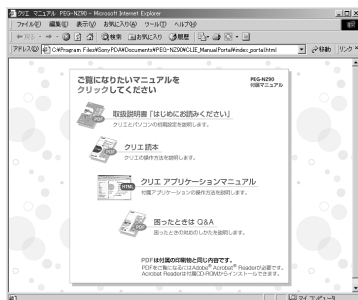 クリエ マニュアル PEG-NZ90 - Microsoft Internet Explorer
ファイル(F) 編集(E) 表示(V) お気に入り(A) ツール(T) ヘルプ(H)
戻る 検索 お気に入り 履歴
アドレス(D) C:\Program Files\Sony PDA\Documents\PEG-NZ90\CLIE_ManualPortal\index_portal.html 移動 リンク
ご覧になりたいマニュアルを
クリックしてください
PEG-NZ90
付属マニュアル
PDF
取扱説明書「はじめにお読みください」
クリエとパソコンの初期設定を説明します。
PDF
クリエ 読本
クリエの操作方法を説明します。
HTML
クリエ アプリケーションマニュアル
付属アプリケーションの操作方法を説明します。
PDF
困ったときは Q&A
困ったときの対処のしかたを説明します。
PDFは付属の印刷物と同じ内容です。
PDFをご覧になるにはAdobe® Acrobat® Readerが必要です。
Acrobat Readerは付属CD-ROMからインストールできます。
マイ コンピュータ